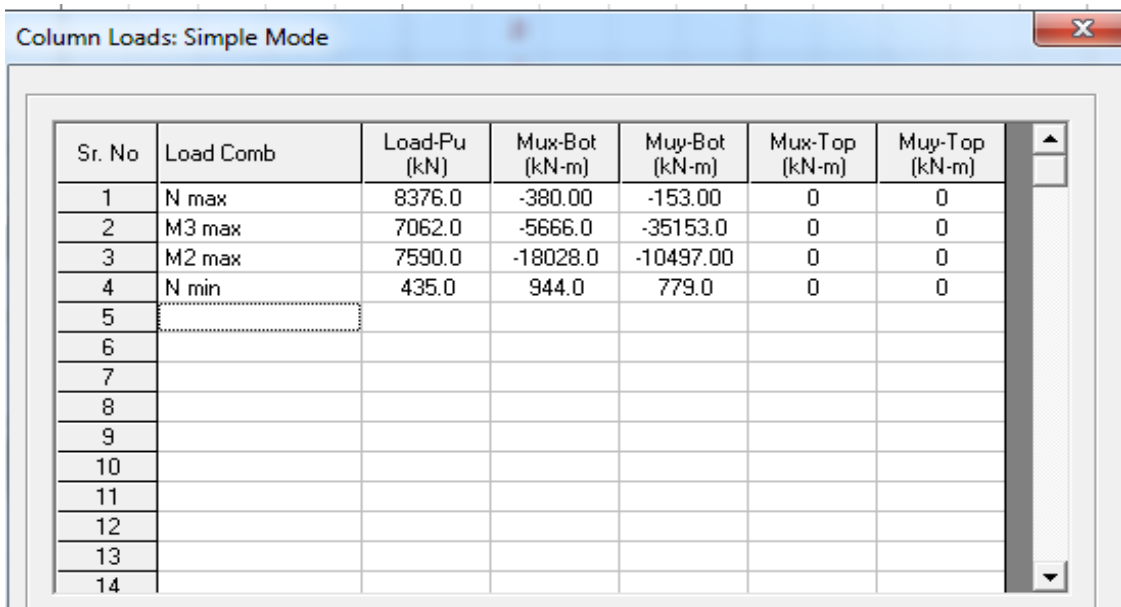 Column Loads: Simple Mode
Sr. No Load Comb Load-Pu (kN) Mux-Bot (kN-m) Muy-Bot (kN-m) Mux-Top (kN-m) Muy-Top (kN-m)
1 N max 8376.0 -380.00 -153.00 0 0
2 M3 max 7062.0 -5666.0 -35153.0 0 0
3 M2 max 7590.0 -18028.0 -10497.00 0 0
4 N min 435.0 944.0 779.0 0 0
5
6
7
8
9
10
11
12
13
14